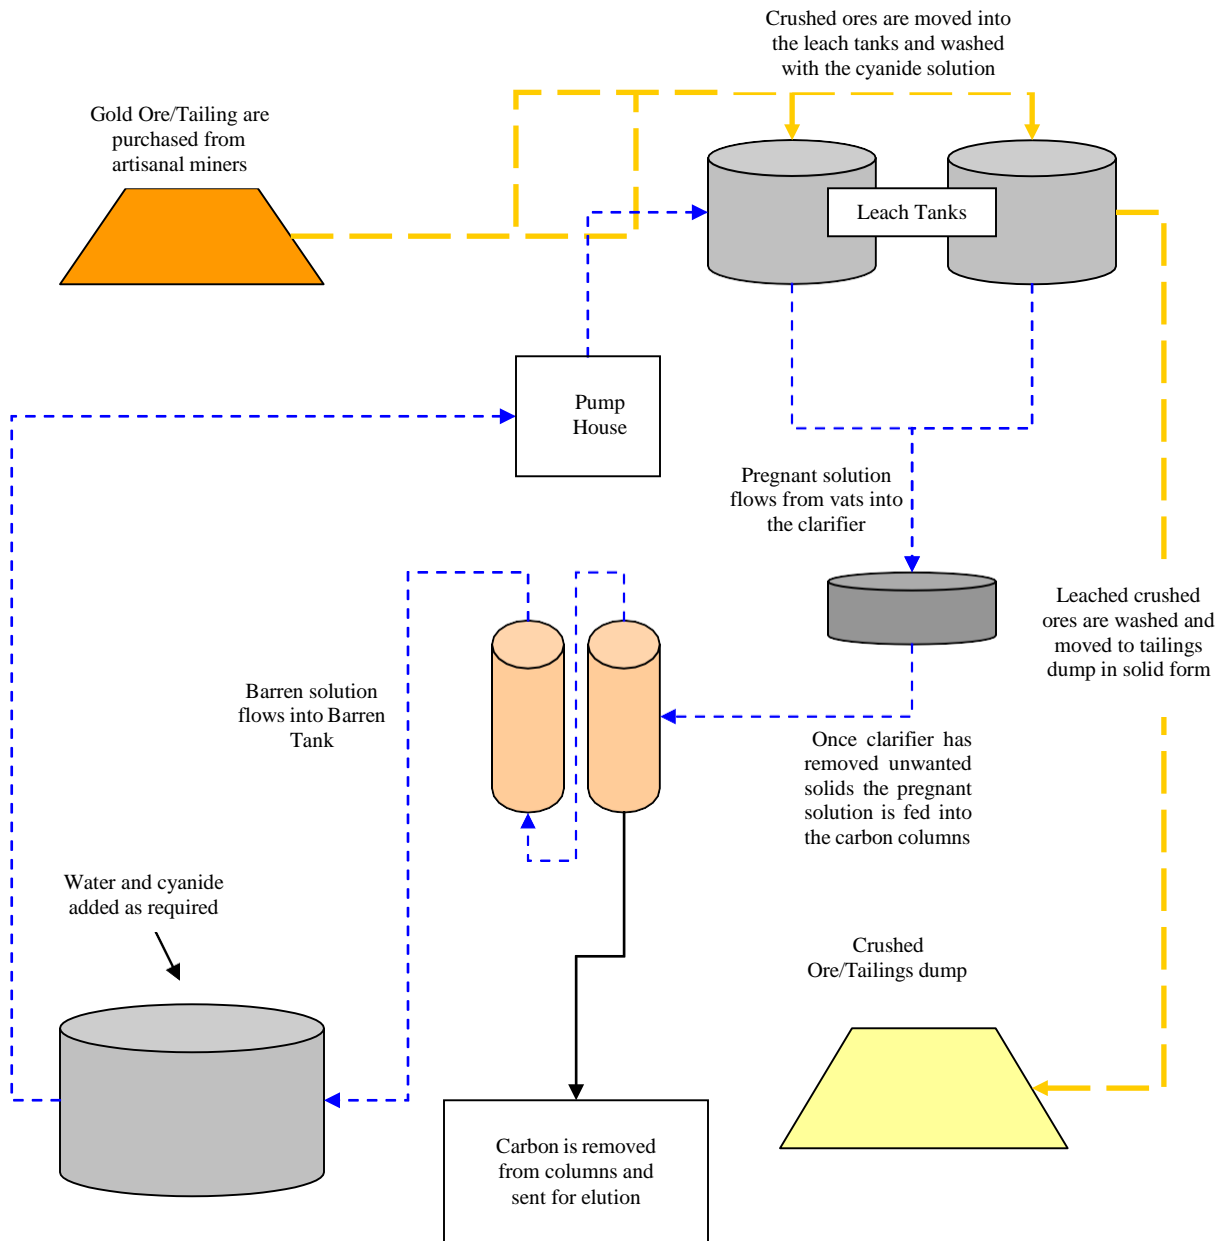 Crushed ores are moved into
the leach tanks and washed
with the cyanide solution
Gold Ore/Tailing are
purchased from
artisanal miners
Leach Tanks
Pump
House
Pregnant solution
flows from vats into
the clarifier
Leached crushed
ores are washed and
moved to tailings
dump in solid form
Barren solution
flows into Barren
Tank
Once clarifier has
removed unwanted
solids the pregnant
solution is fed into
the carbon columns
Water and cyanide
added as required
Crushed
Ore/Tailings dump
Carbon is removed
from columns and
sent for elution